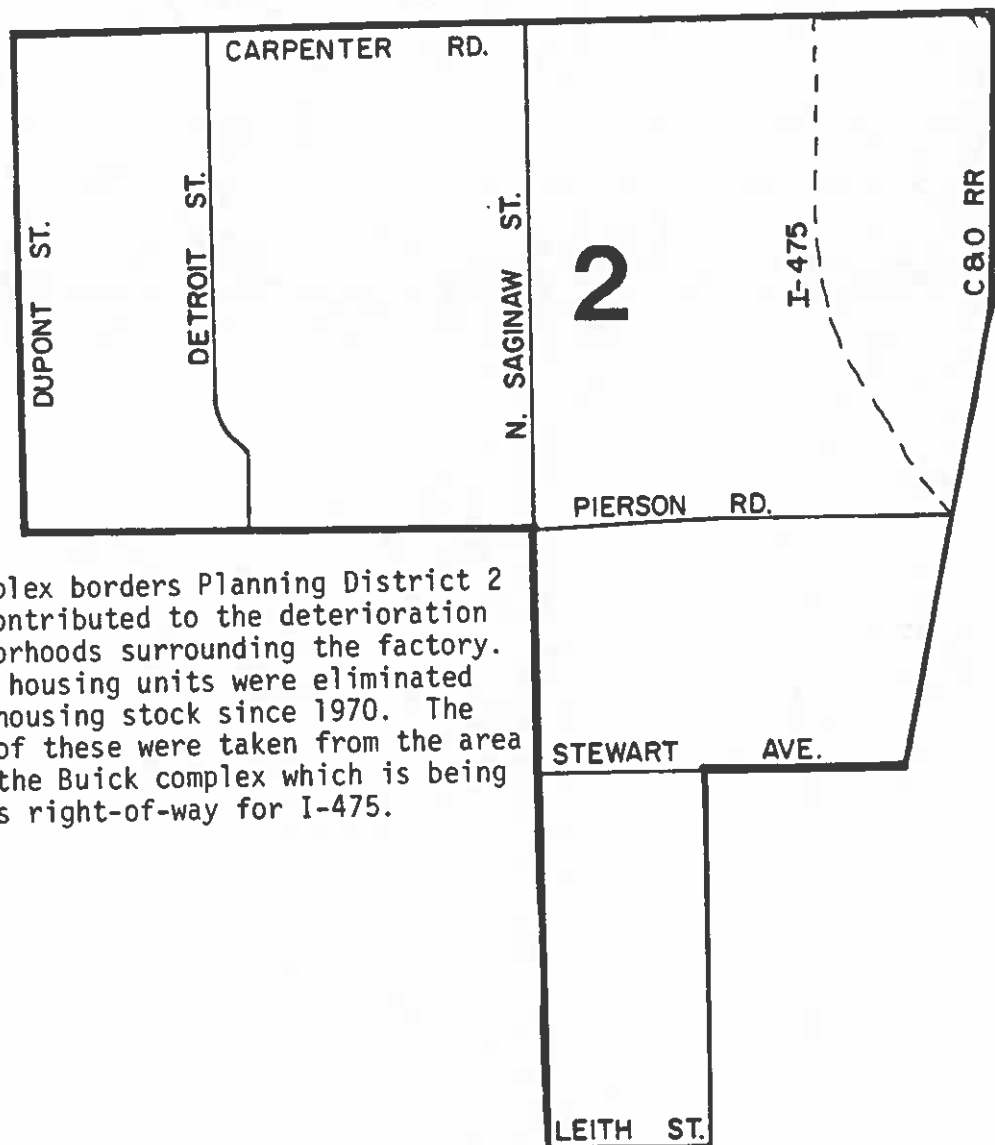 CARPENTER RD.
DUPONT ST.
DETROIT ST.
N. SAGINAW ST.
2
I-475
C&O RR
PIERSON RD.
plex borders Planning District 2
ontributed to the deterioration
orhoods surrounding the factory.
housing units were eliminated
housing stock since 1970. The
of these were taken from the area
the Buick complex which is being
s right-of-way for I-475.
STEWART AVE.
LEITH ST.